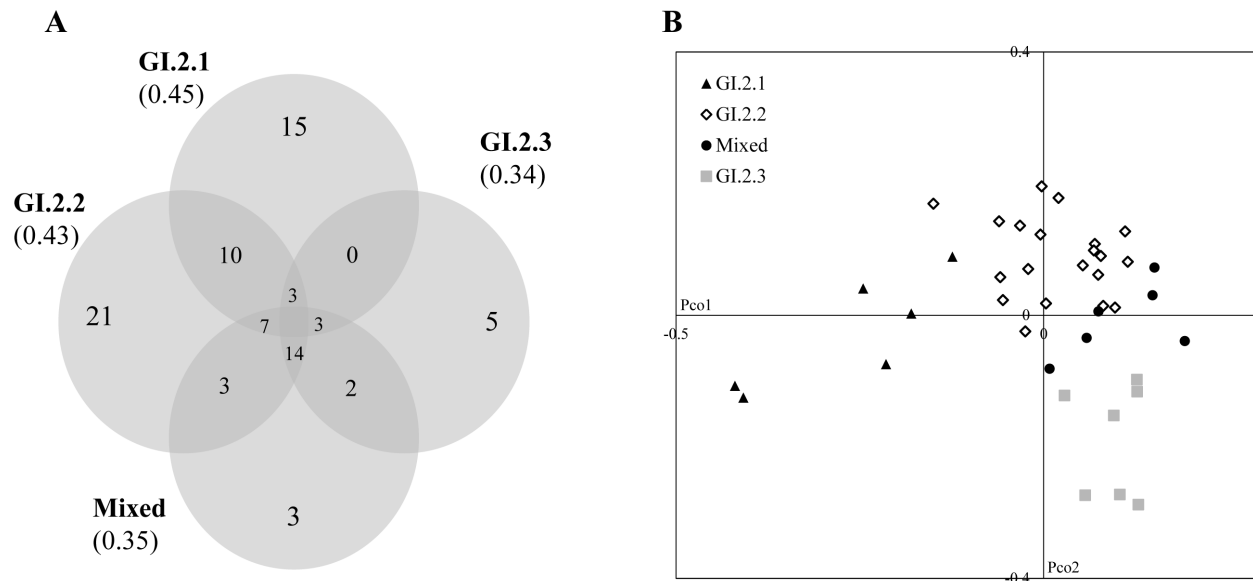 A
GI.2.1
(0.45)
15
GI.2.3
(0.34)
GI.2.2
(0.43)
10
0
3
21
7
3
5
14
3
2
Mixed
(0.35)
3
B
0.4
GI.2.1
GI.2.2
Mixed
GI.2.3
Pco1
-0.5
0
0
-0.4
Pco2